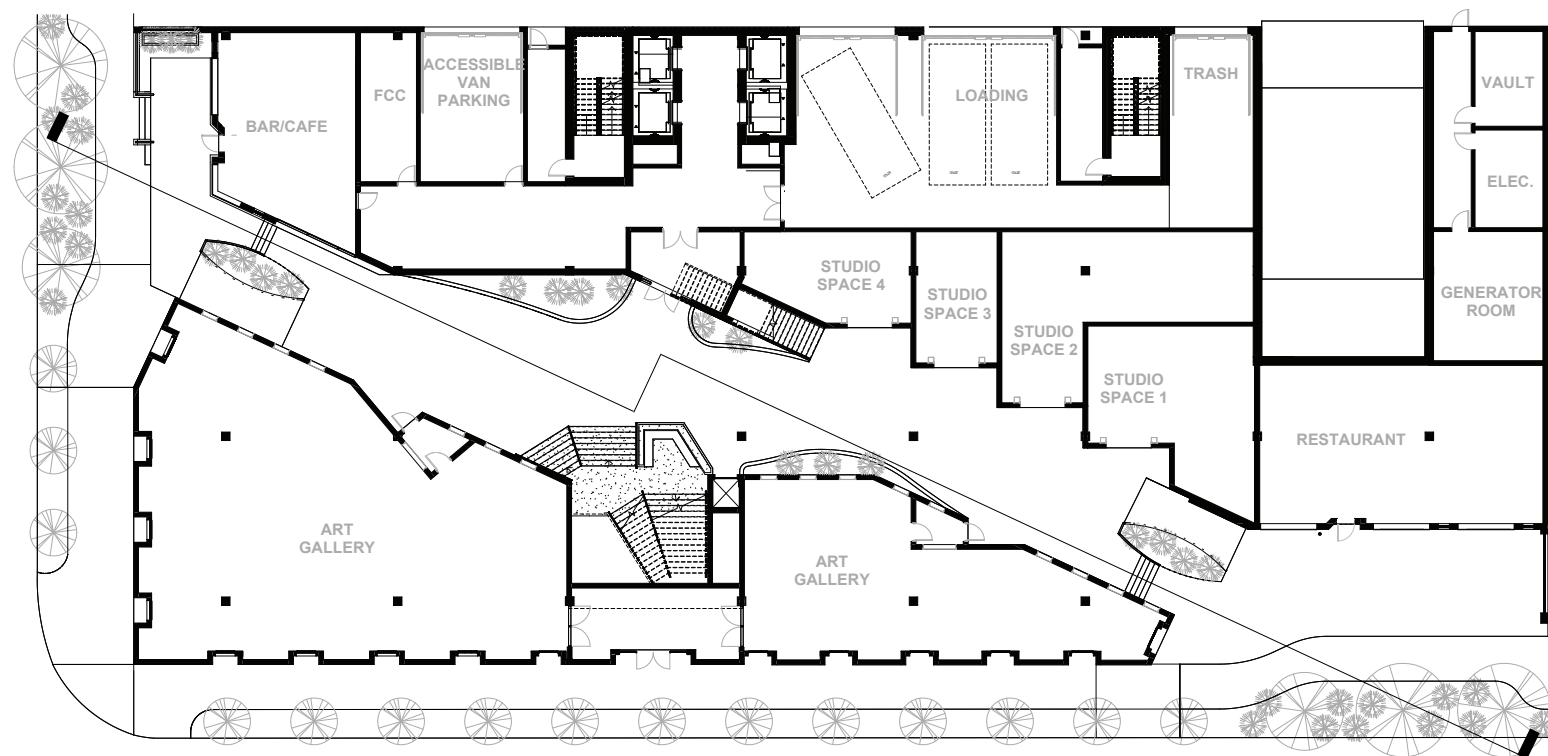 ACCESSIBLE
VAN
PARKING
FCC
BAR/CAFE
LOADING
TRASH
VAULT
ELEC.
STUDIO
SPACE 4
STUDIO
SPACE 3
STUDIO
SPACE 2
STUDIO
SPACE 1
GENERATOR
ROOM
RESTAURANT
ART
GALLERY
ART
GALLERY